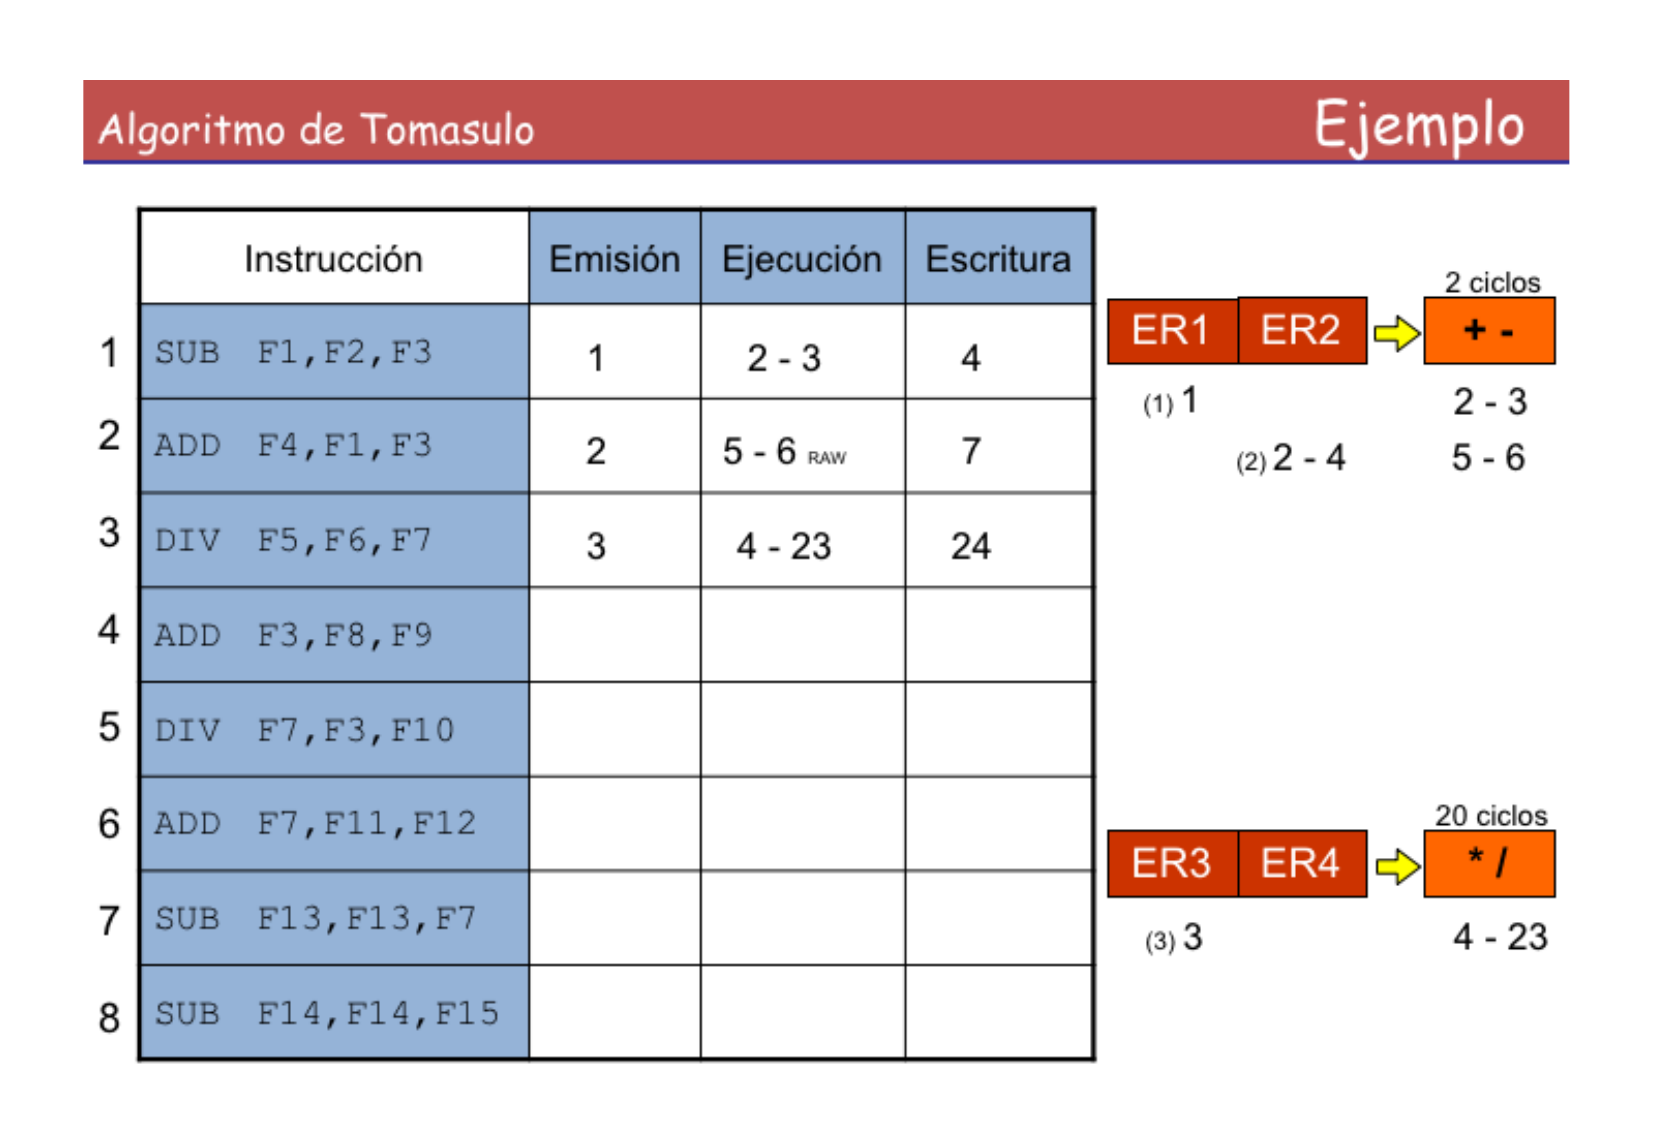 Algoritmo de Tomasulo Ejemplo
Instrucción Emisión Ejecución Escritura
1 SUB F1,F2,F3 1 2 - 3 4
2 ADD F4,F1,F3 2 5 - 6 RAW 7
3 DIV F5,F6,F7 3 4 - 23 24
4 ADD F3,F8,F9
5 DIV F7,F3,F10
6 ADD F7,F11,F12
7 SUB F13,F13,F7
8 SUB F14,F14,F15
2 ciclos
ER1 ER2 + -
(1) 1 2 - 3
(2) 2 - 4 5 - 6
20 ciclos
ER3 ER4 * /
(3) 3 4 - 23